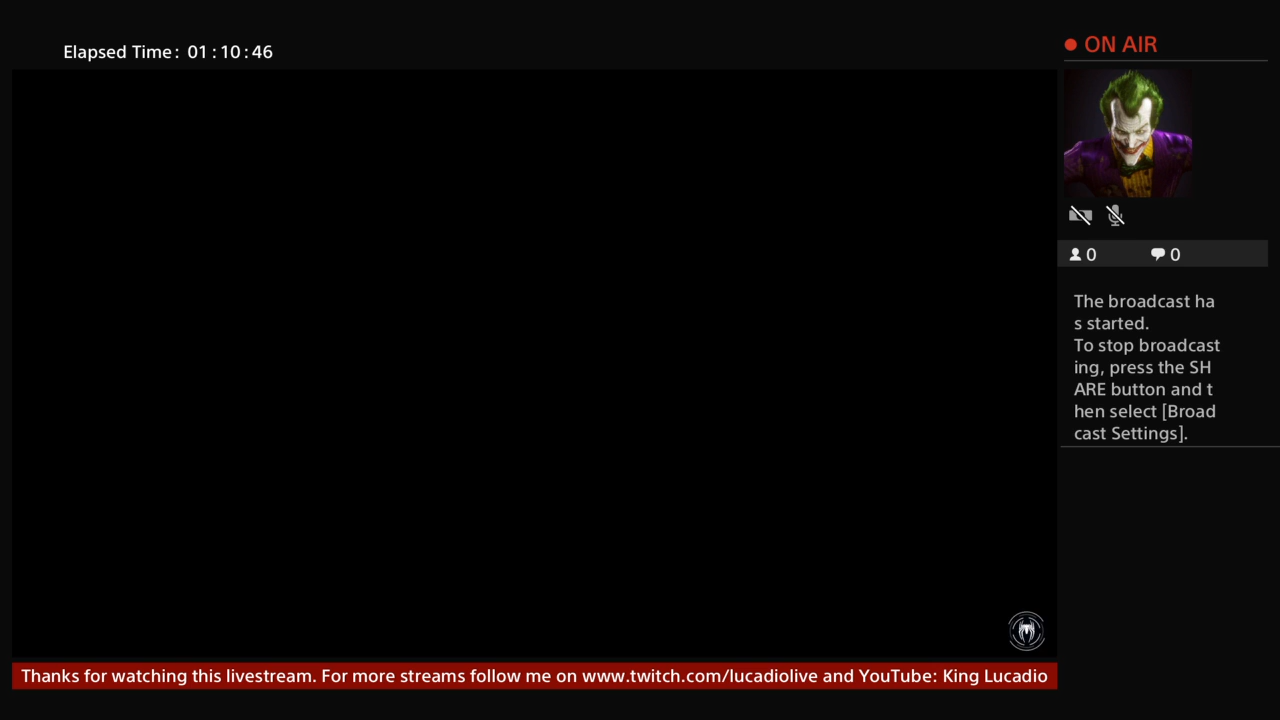 Elapsed Time: 01:10:46
ON AIR
0 0
The broadcast ha
s started.
To stop broadcast
ing, press the SH
ARE button and t
hen select [Broad
cast Settings].
Thanks for watching this livestream. For more streams follow me on www.twitch.com/lucadiolive and YouTube: King Lucadio